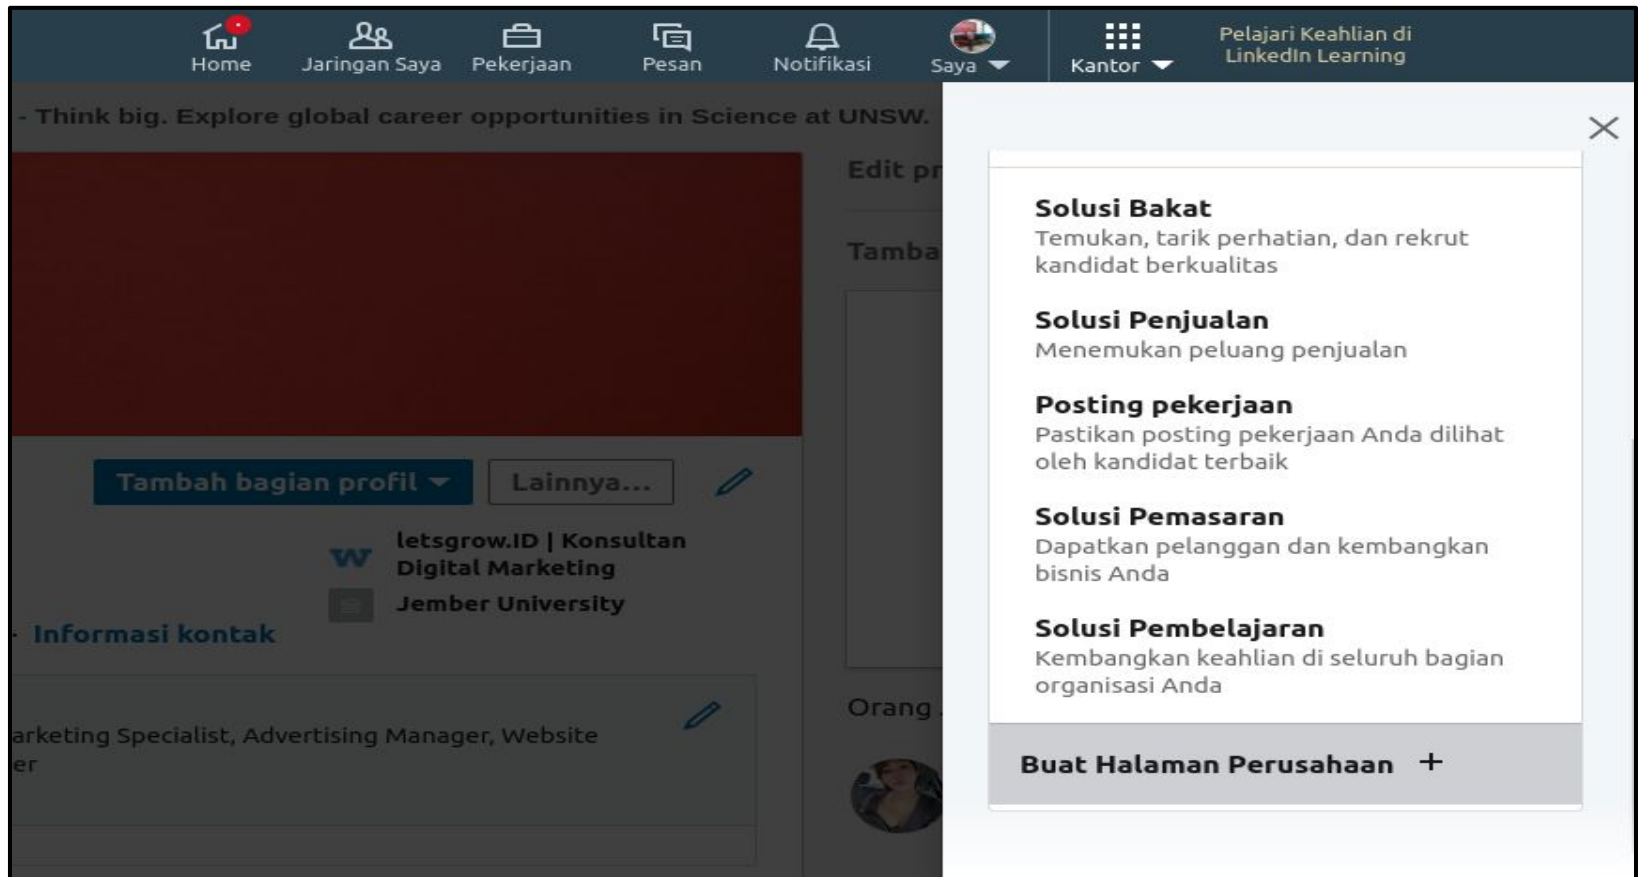 Home
Jaringan Saya
Pekerjaan
Pesan
Notifikasi
Saya
Kantor
Pelajari Keahlian di
LinkedIn Learning
- Think big. Explore global career opportunities in Science at UNSW.
Edit
Solusi Bakat
Temukan, tarik perhatian, dan rekrut
kandidat berkualitas
Solusi Penjualan
Menemukan peluang penjualan
Posting pekerjaan
Pastikan posting pekerjaan Anda dilihat
oleh kandidat terbaik
Solusi Pemasaran
Dapatkan pelanggan dan kembangkan
bisnis Anda
Solusi Pembelajaran
Kembangkan keahlian di seluruh bagian
organisasi Anda
Buat Halaman Perusahaan +
Tambah bagian profil
Lainnya...
letsgrow.ID | Konsultan
Digital Marketing
Jember University
Informasi kontak
arketing Specialist, Advertising Manager, Website
er
Orang